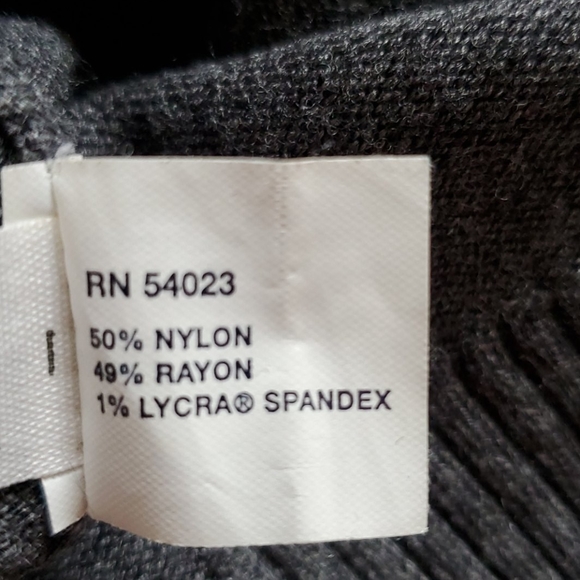 RN 54023
50% NYLON
49% RAYON
1% LYCRA® SPANDEX